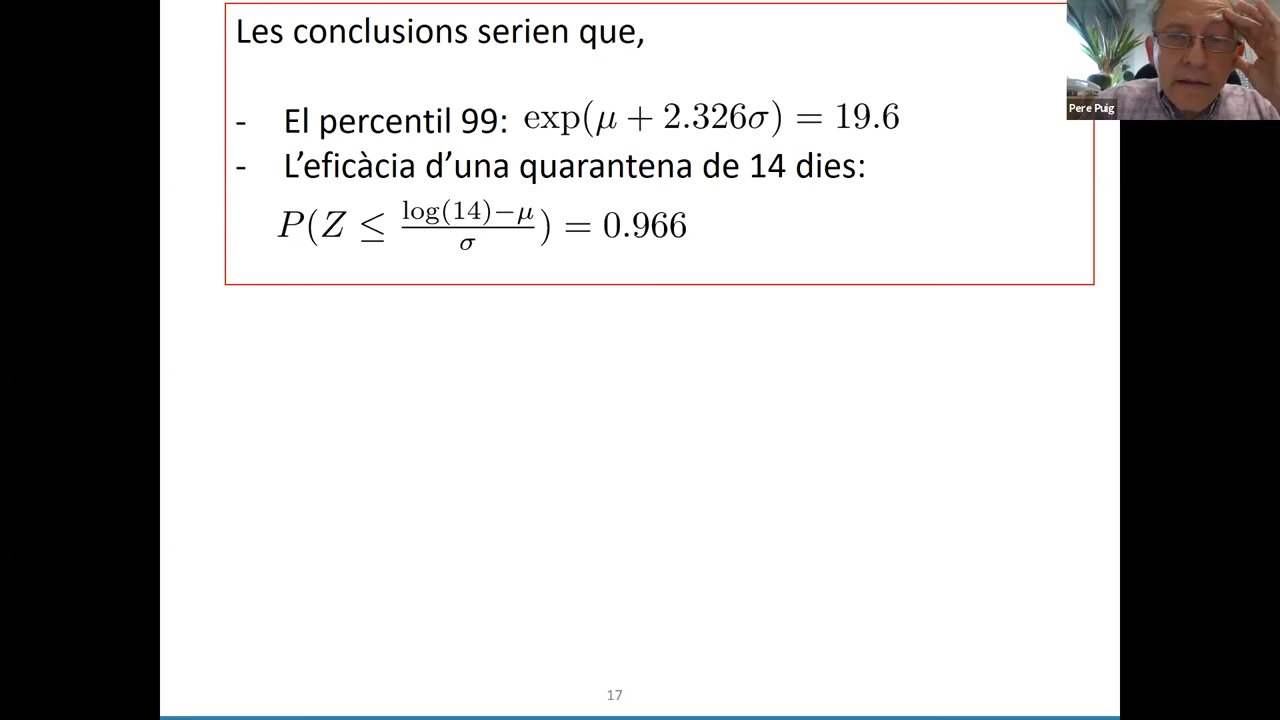 Les conclusions serien que,
- El percentil 99: exp(μ + 2.326σ) = 19.6
- L’eficàcia d’una quarantena de 14 dies:
P(Z ≤ \frac{log(14)−μ}{σ}) = 0.966
Pere Puig
17